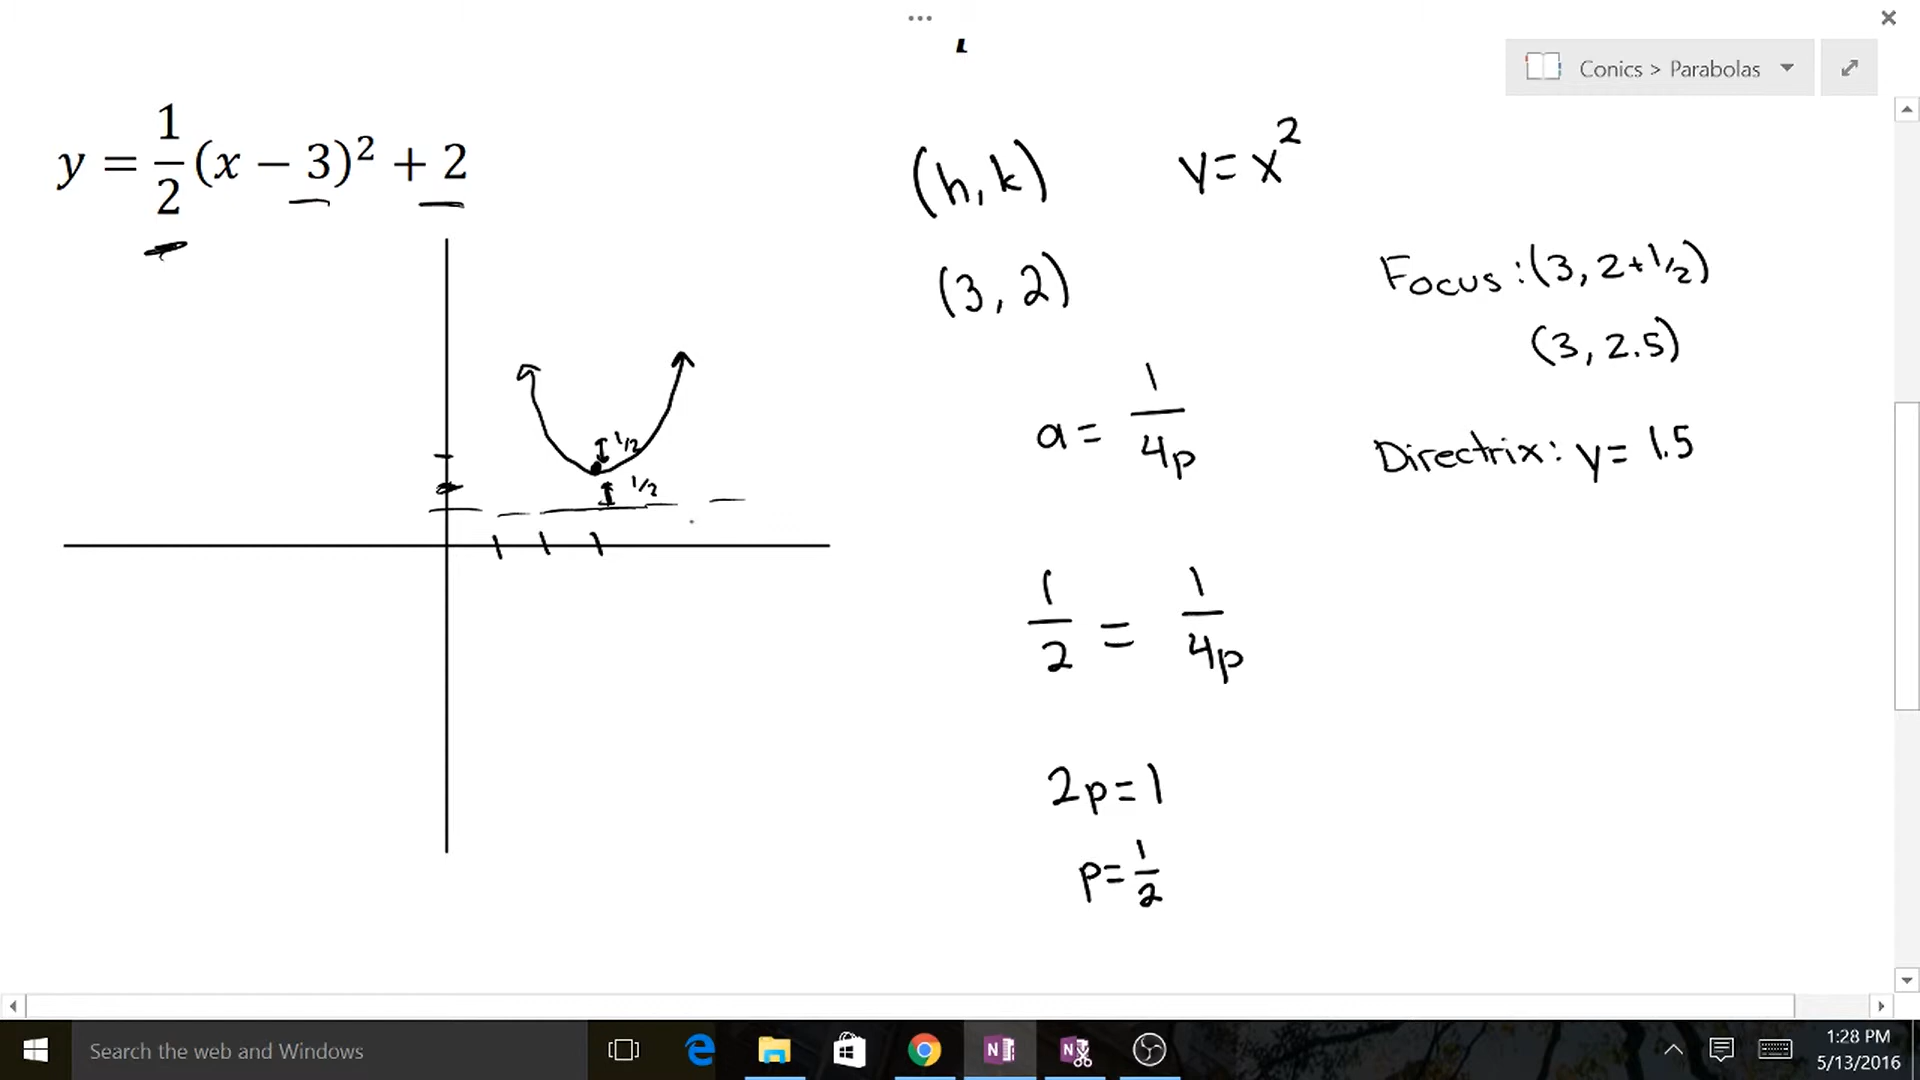 Conics > Parabolas
y = 1/2 (x − 3)² + 2
(h, k)
y = x²
(3, 2)
Focus: (3, 2+1/2)
(3, 2.5)
a = 1/4p
Directrix: y = 1.5
1/2
1/2
1/2 = 1/4p
2p = 1
p = 1/2
Search the web and Windows
1:28 PM
5/13/2016